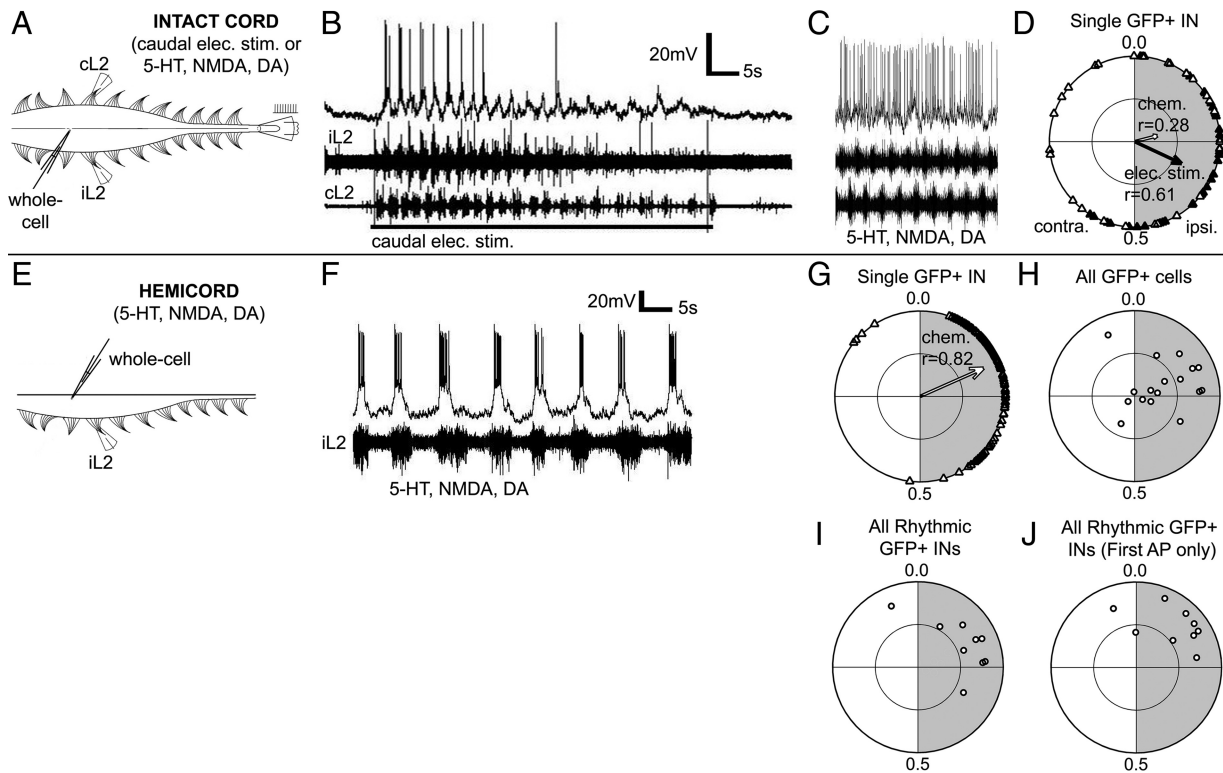 A
INTACT CORD
(caudal elec. stim. or
5-HT, NMDA, DA)
cL2
whole-
cell
iL2
B
20mV
5s
iL2
cL2
caudal elec. stim.
C
5-HT, NMDA, DA
D
Single GFP+ IN
0.0
chem.
r=0.28
elec. stim.
r=0.61
contra.
ipsi.
0.5
E
HEMICORD
(5-HT, NMDA, DA)
whole-cell
iL2
F
20mV
5s
iL2
5-HT, NMDA, DA
G
Single GFP+ IN
0.0
chem.
r=0.82
0.5
H
All GFP+ cells
0.0
0.5
I
All Rhythmic
GFP+ INs
0.0
0.5
J
All Rhythmic GFP+
INs (First AP only)
0.0
0.5